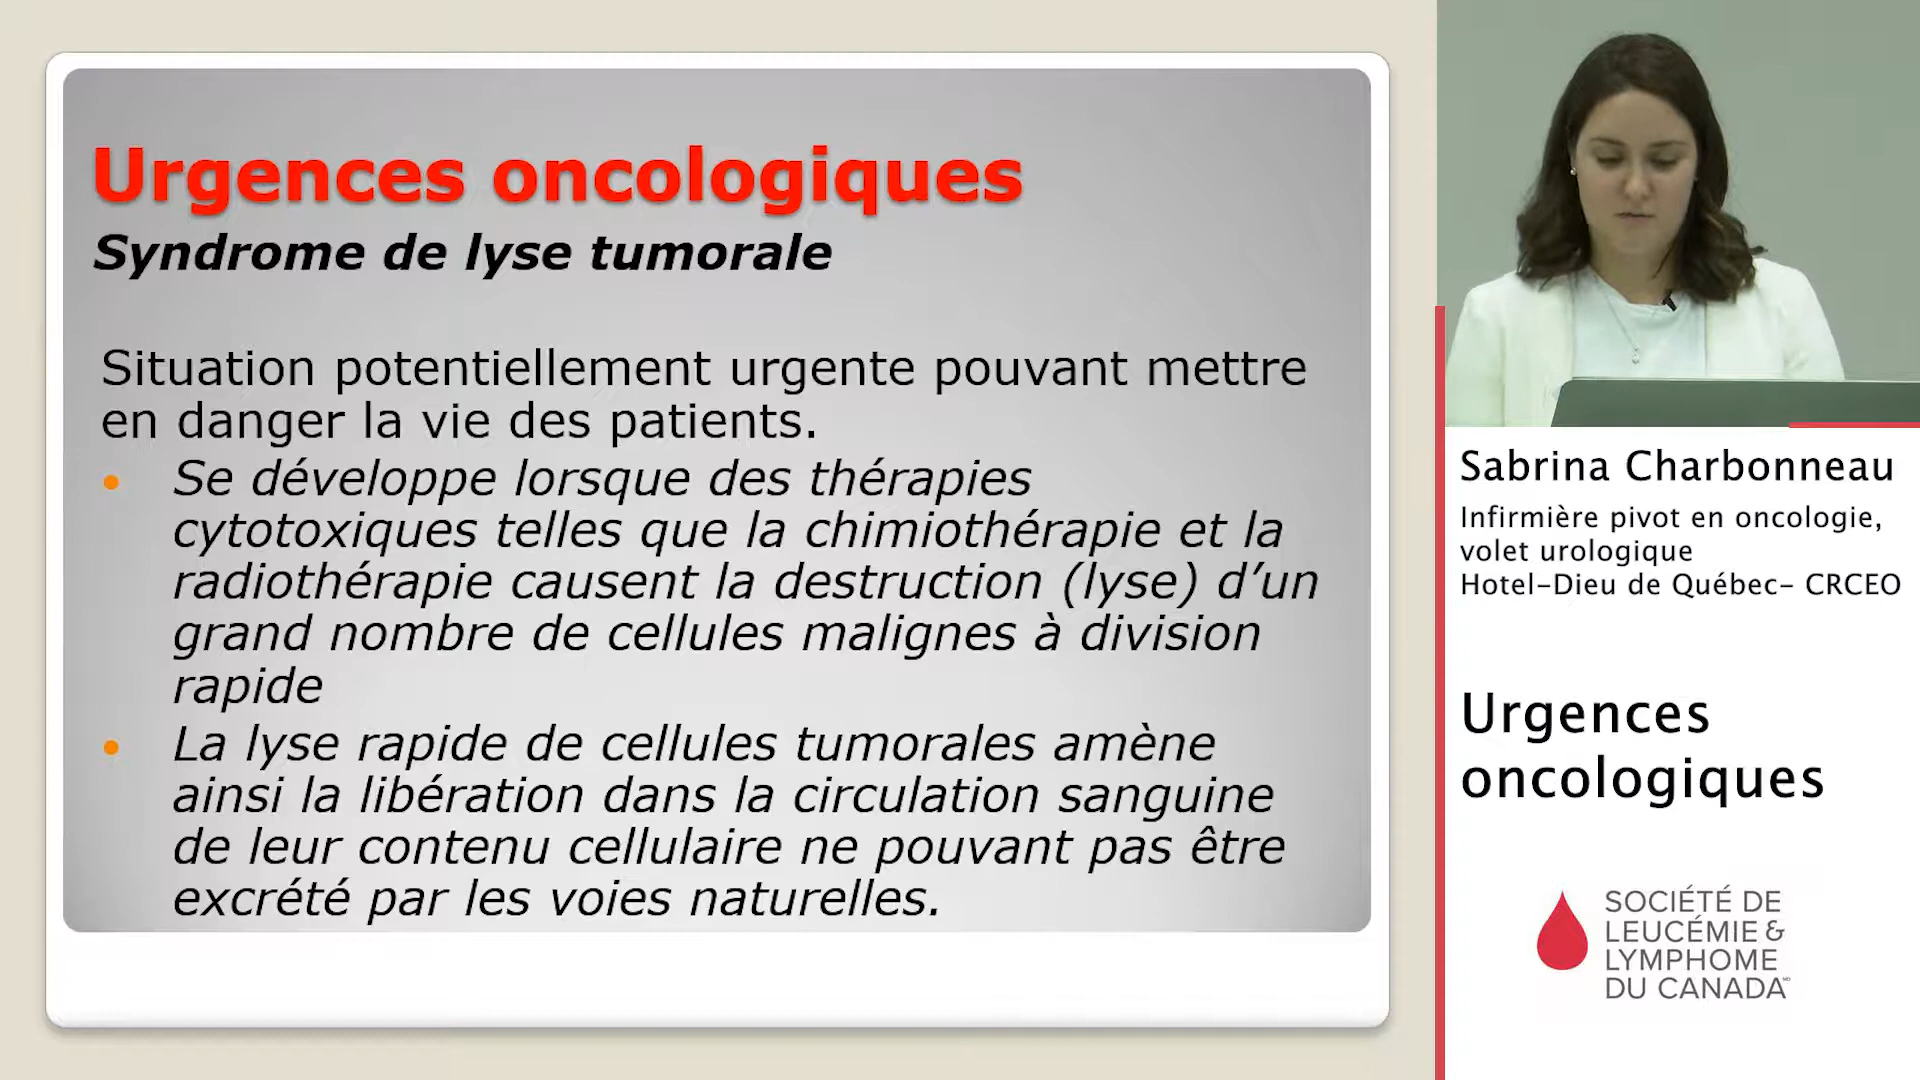 Urgences oncologiques
Syndrome de lyse tumorale
Situation potentiellement urgente pouvant mettre
en danger la vie des patients.
• Se développe lorsque des thérapies
cytotoxiques telles que la chimiothérapie et la
radiothérapie causent la destruction (lyse) d’un
grand nombre de cellules malignes à division
rapide
• La lyse rapide de cellules tumorales amène
ainsi la libération dans la circulation sanguine
de leur contenu cellulaire ne pouvant pas être
excrété par les voies naturelles.
Sabrina Charbonneau
Infirmière pivot en oncologie,
volet urologique
Hotel-Dieu de Québec- CRCEO
Urgences
oncologiques
SOCIÉTÉ DE
LEUCÉMIE &
LYMPHOME
DU CANADA